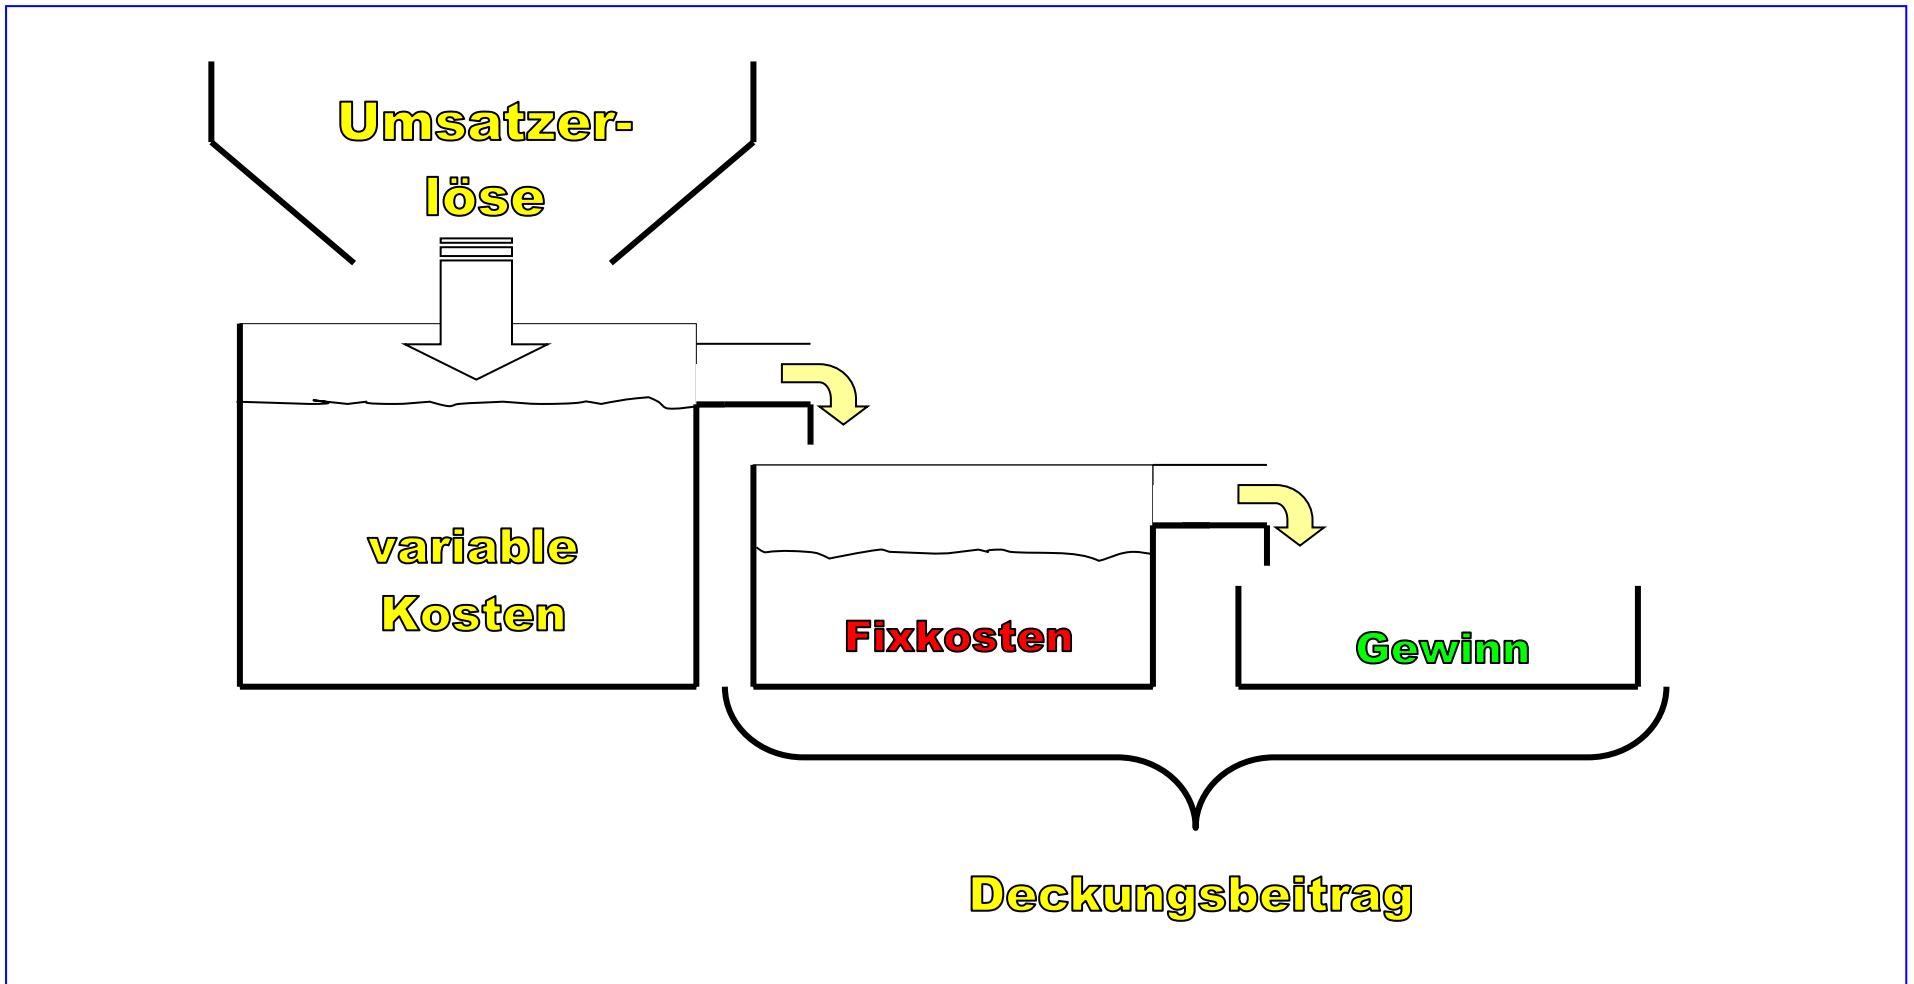 Umsatzer-
löse
variable
Kosten
Fixkosten
Gewinn
Deckungsbeitrag